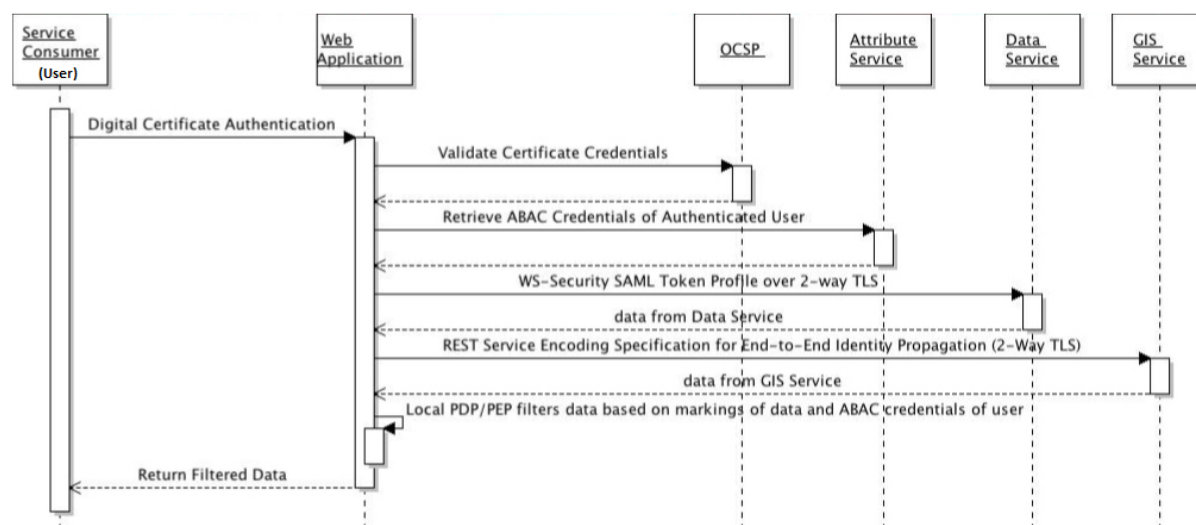 Service
Consumer
(User)
Web
Application
OCSP
Attribute
Service
Data
Service
GIS
Service
Digital Certificate Authentication
Validate Certificate Credentials
Retrieve ABAC Credentials of Authenticated User
WS-Security SAML Token Profile over 2-way TLS
data from Data Service
REST Service Encoding Specification for End-to-End Identity Propagation (2-Way TLS)
data from GIS Service
Local PDP/PEP filters data based on markings of data and ABAC credentials of user
Return Filtered Data